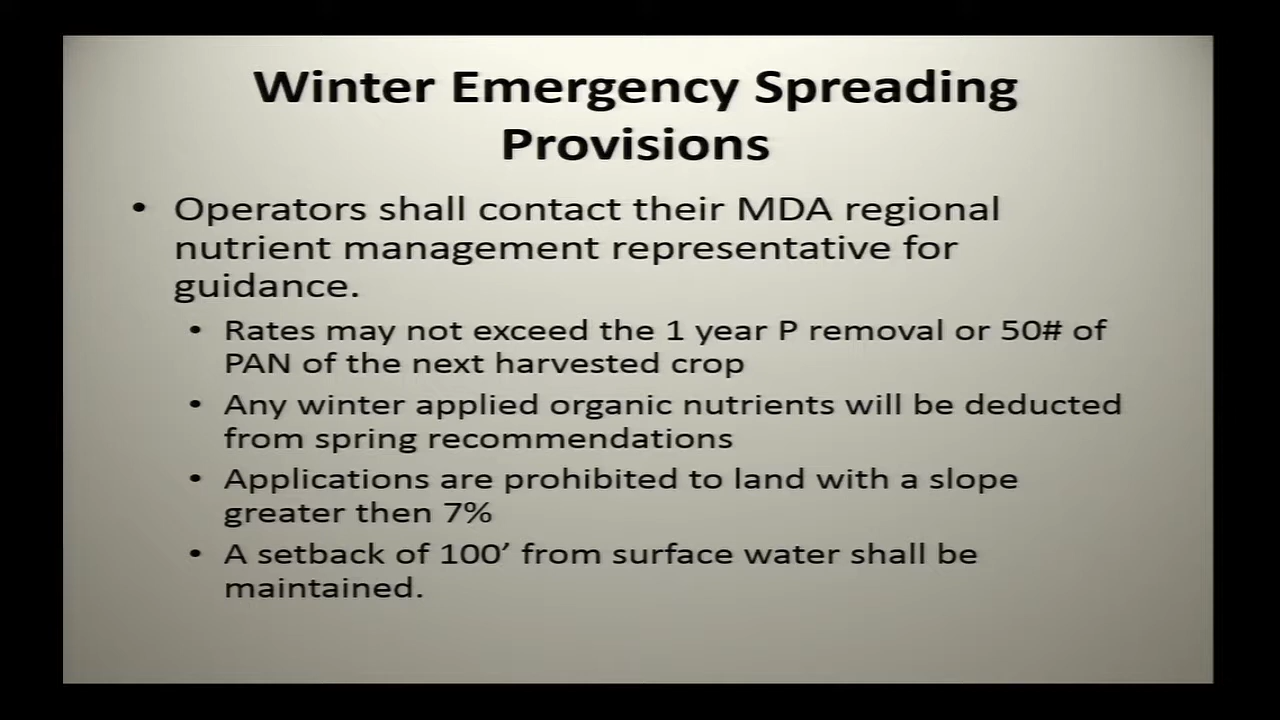 Winter Emergency Spreading
Provisions
• Operators shall contact their MDA regional
nutrient management representative for
guidance.
• Rates may not exceed the 1 year P removal or 50# of
PAN of the next harvested crop
• Any winter applied organic nutrients will be deducted
from spring recommendations
• Applications are prohibited to land with a slope
greater then 7%
• A setback of 100’ from surface water shall be
maintained.